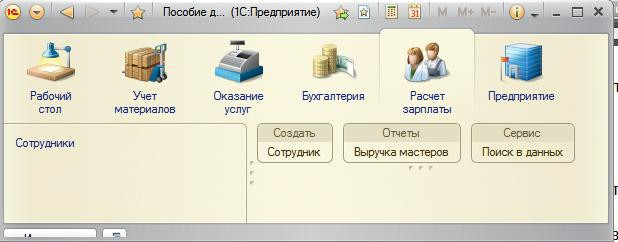 Пособие д... (1С:Предприятие)
31
M M+ M-
Рабочий
стол
Учет
материалов
Оказание
услуг
Бухгалтерия
Расчет
зарплаты
Предприятие
Сотрудники
Создать
Сотрудник
Отчеты
Выручка мастеров
Сервис
Поиск в данных